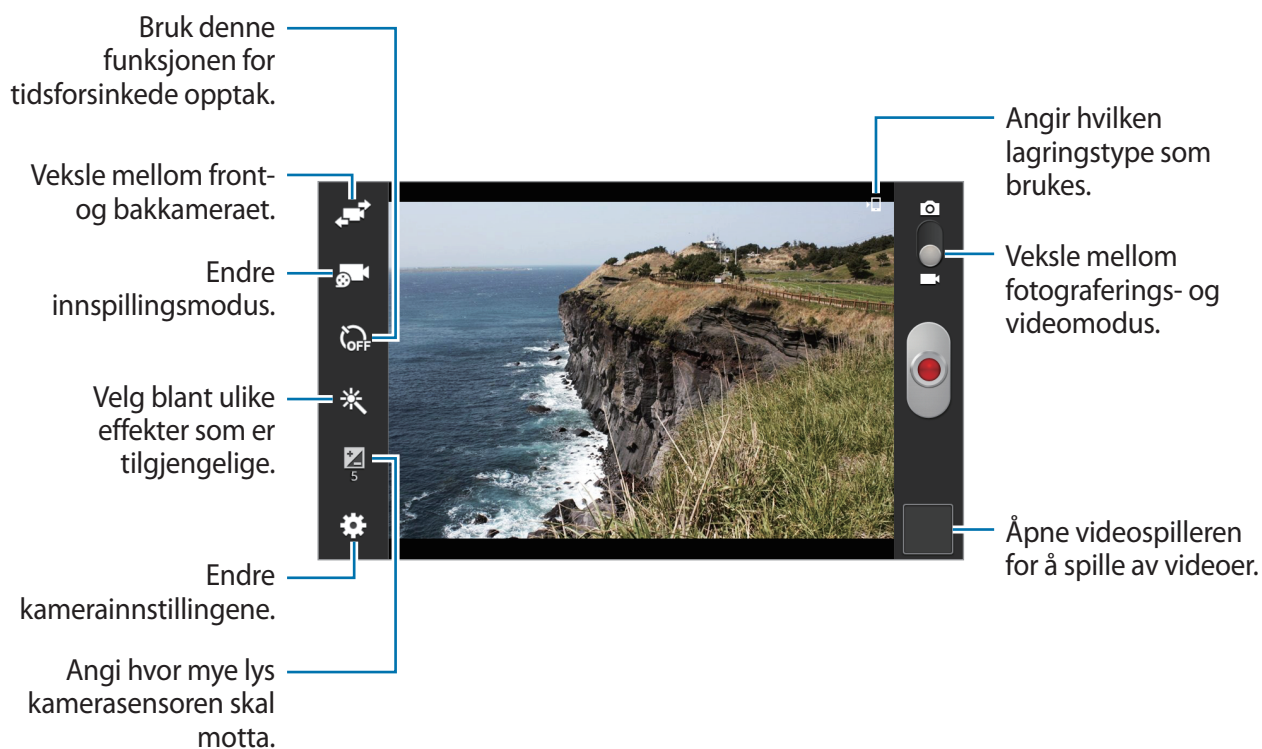 Bruk denne
funksjonen for
tidsforsinkede opptak.
Veksle mellom front-
og bakkameraet.
Endre
innspillingsmodus.
OFF
Velg blant ulike
effekter som er
tilgjengelige.
5
Endre
kamerainnstillingene.
Angi hvor mye lys
kamerasensoren skal
motta.
Angir hvilken
lagringstype som
brukes.
Veksle mellom
fotograferings- og
videomodus.
Åpne videospilleren
for å spille av videoer.